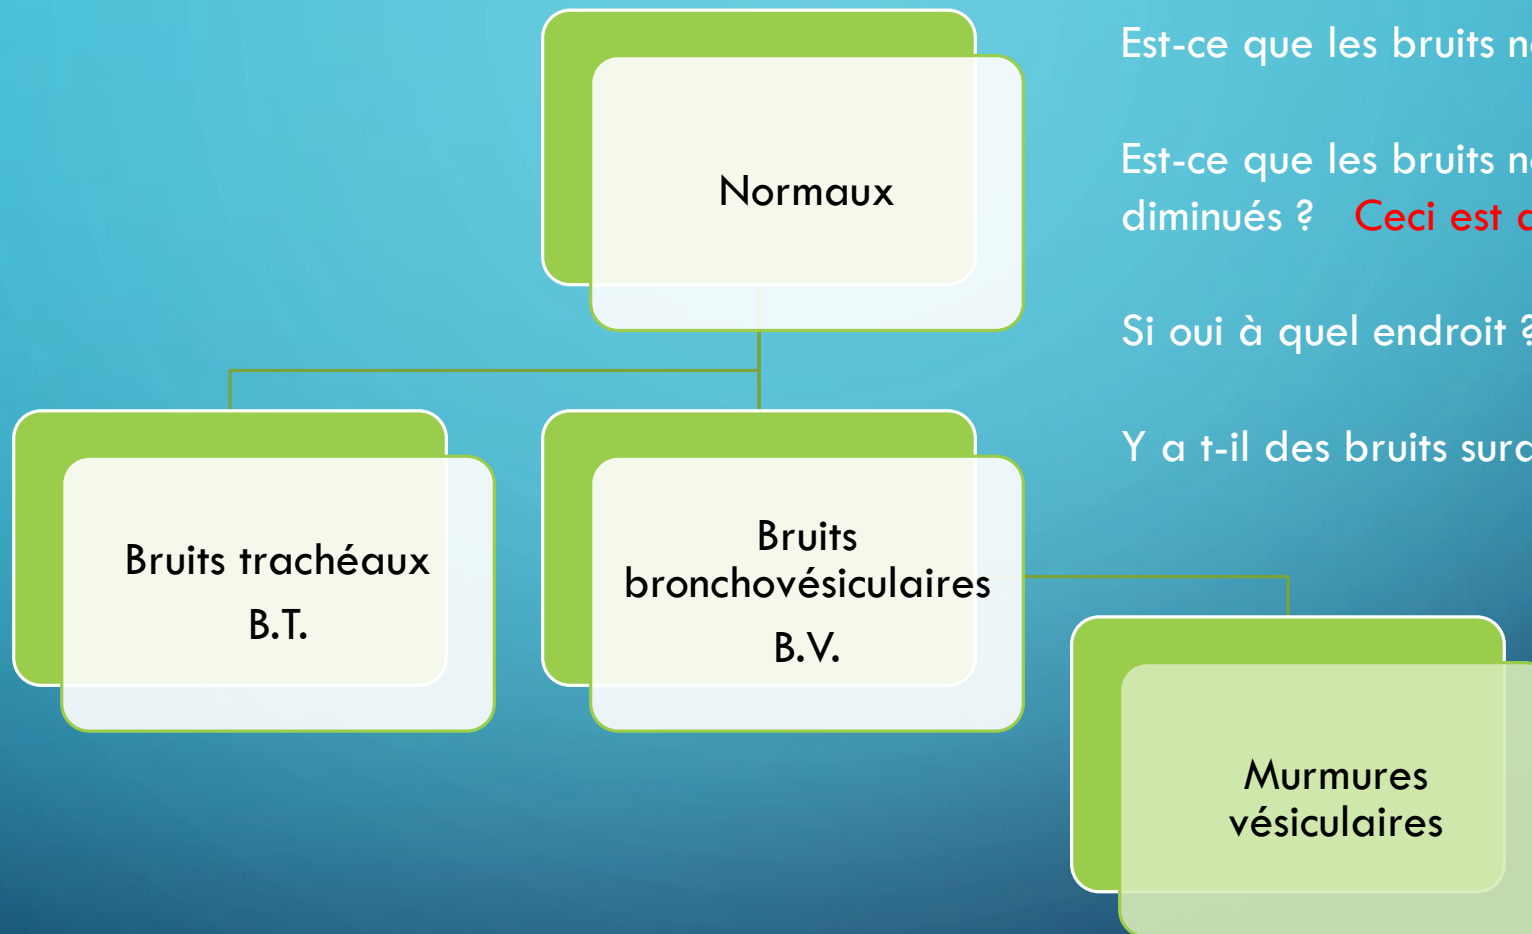 Normaux
Est-ce que les bruits
Est-ce que les bruits
diminués ? Ceci est
Si oui à quel endroit ?
Y a t-il des bruits
Bruits trachéaux
B.T.
Bruits
bronchovésiculaires
B.V.
Murmures
vésiculaires